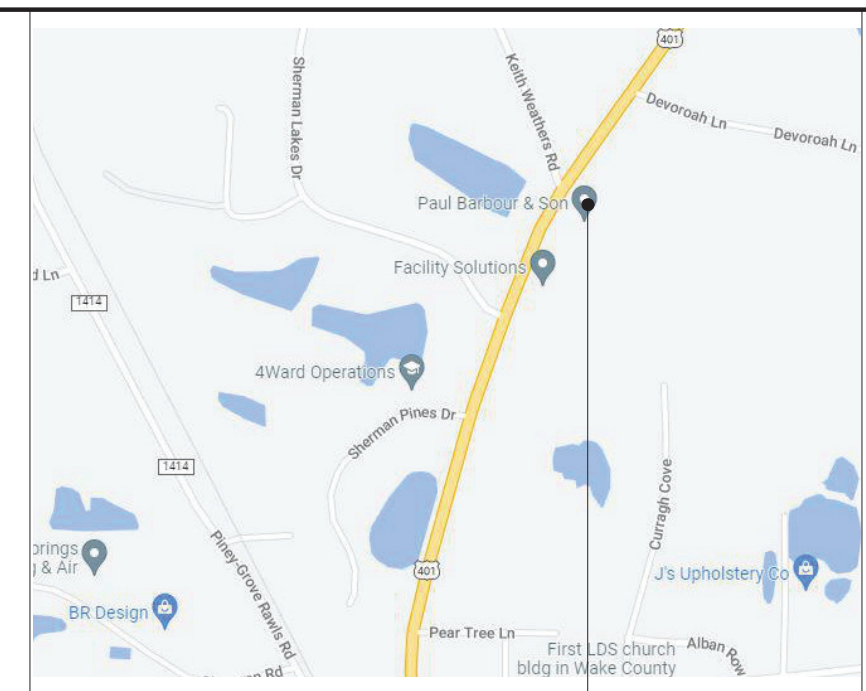 401
Sherman Lakes Dr
Keith Weathers Rd
Devoroah Ln
Devoroah Ln
Paul Barbour & Son
Facility Solutions
Ln
1414
4Ward Operations
Sherman Pines Dr
1414
Curragh Cove
Piney-Grove Rawls Rd
& Air
401
J's Upholstery Co
BR Design
Pear Tree Ln
First LDS church
bldg in Wake County
Alban Row
Rd